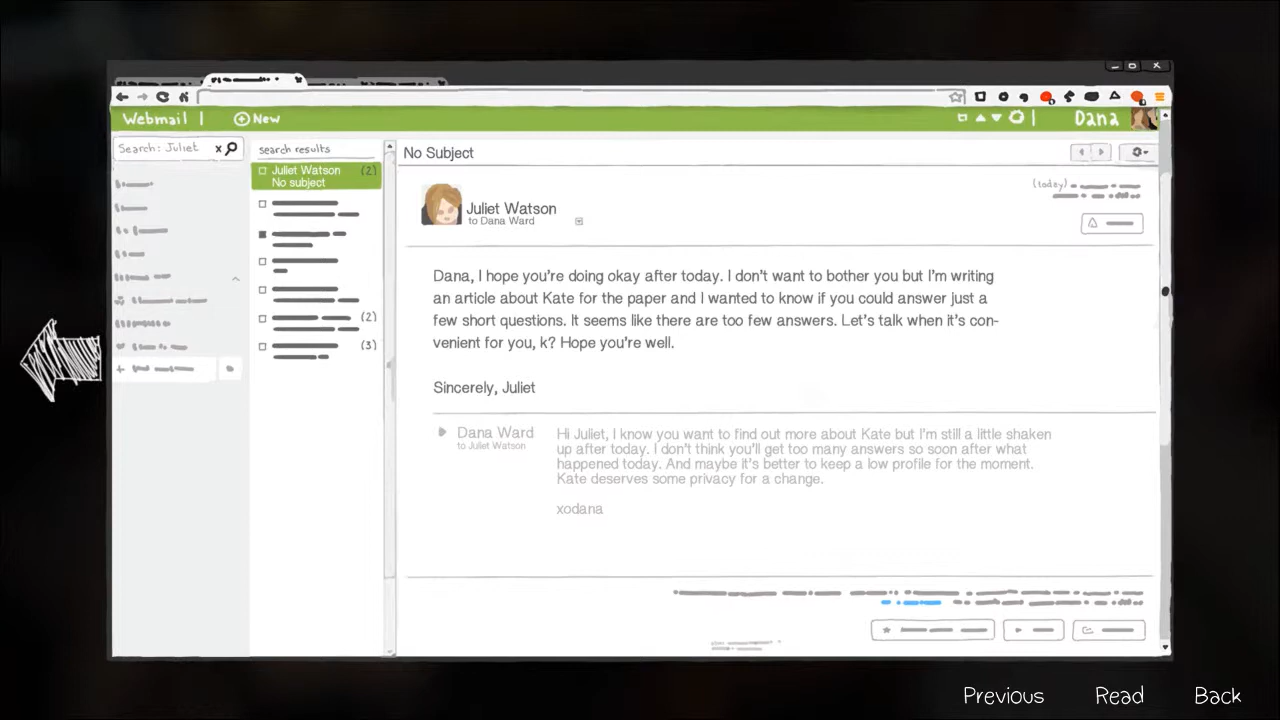 Webmail |
New
Dana
Search: Juliet x
search results
Juliet Watson (2)
No subject
(2)
(3)
No Subject
(today)
Juliet Watson
to Dana Ward
Dana, I hope you're doing okay after today. I don't want to bother you but I'm writing
an article about Kate for the paper and I wanted to know if you could answer just a
few short questions. It seems like there are too few answers. Let's talk when it's con-
venient for you, k? Hope you're well.
Sincerely, Juliet
Dana Ward
to Juliet Watson
Hi Juliet, I know you want to find out more about Kate but I'm still a little shaken
up after today. I don't think you'll get too many answers so soon after what
happened today. And maybe it's better to keep a low profile for the moment.
Kate deserves some privacy for a change.
xodana
Previous
Read
Back